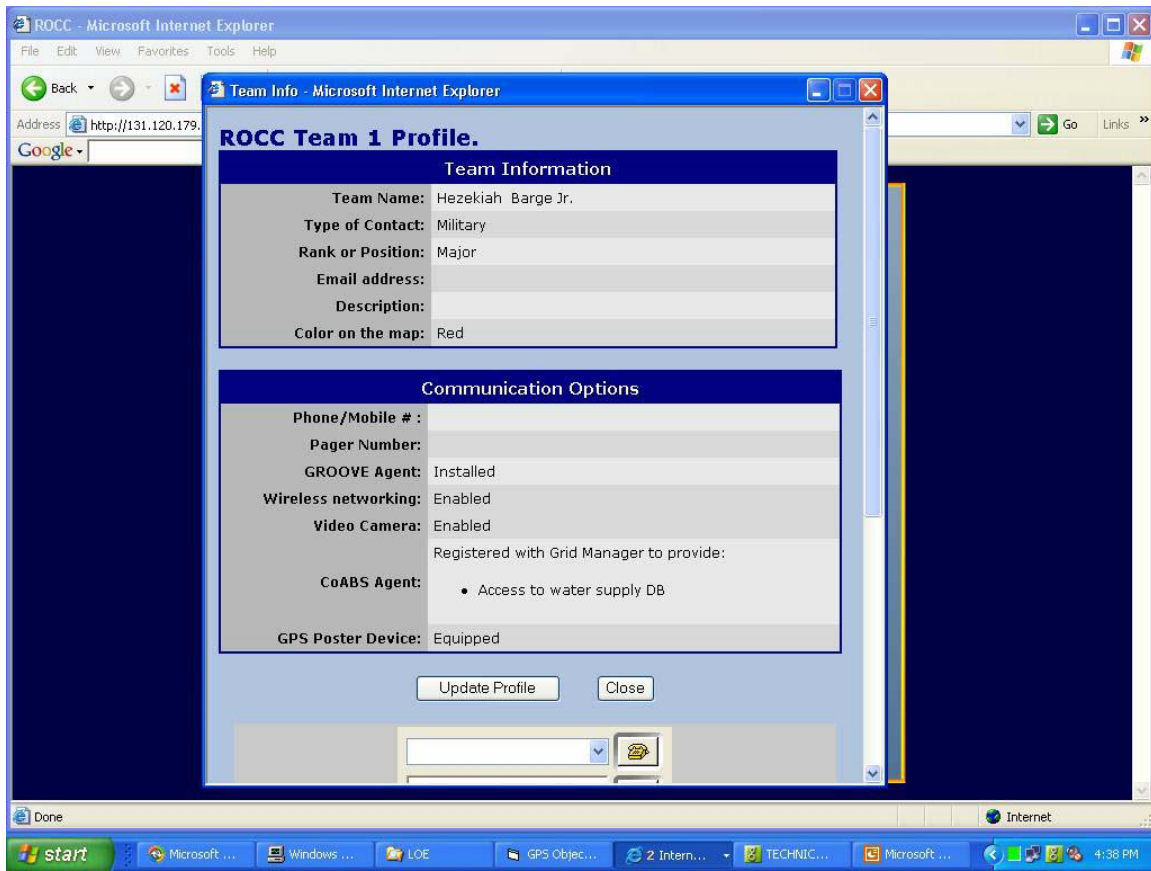 ROCC - Microsoft Internet Explorer
File Edit View Favorites Tools Help
Back
Address http://131.120.179. Go Links »
Google
Team Info - Microsoft Internet Explorer
ROCC Team 1 Profile.
Team Information
Team Name: Hezekiah Barge Jr.
Type of Contact: Military
Rank or Position: Major
Email address:
Description:
Color on the map: Red
Communication Options
Phone/Mobile # :
Pager Number:
GROOVE Agent: Installed
Wireless networking: Enabled
Video Camera: Enabled
Registered with Grid Manager to provide:
CoABS Agent:
• Access to water supply DB
GPS Poster Device: Equipped
Update Profile Close
Done Internet
start Microsoft ... Windows ... LOE GPS Objec... 2 Intern... TECHNIC... Microsoft ... 4:38 PM